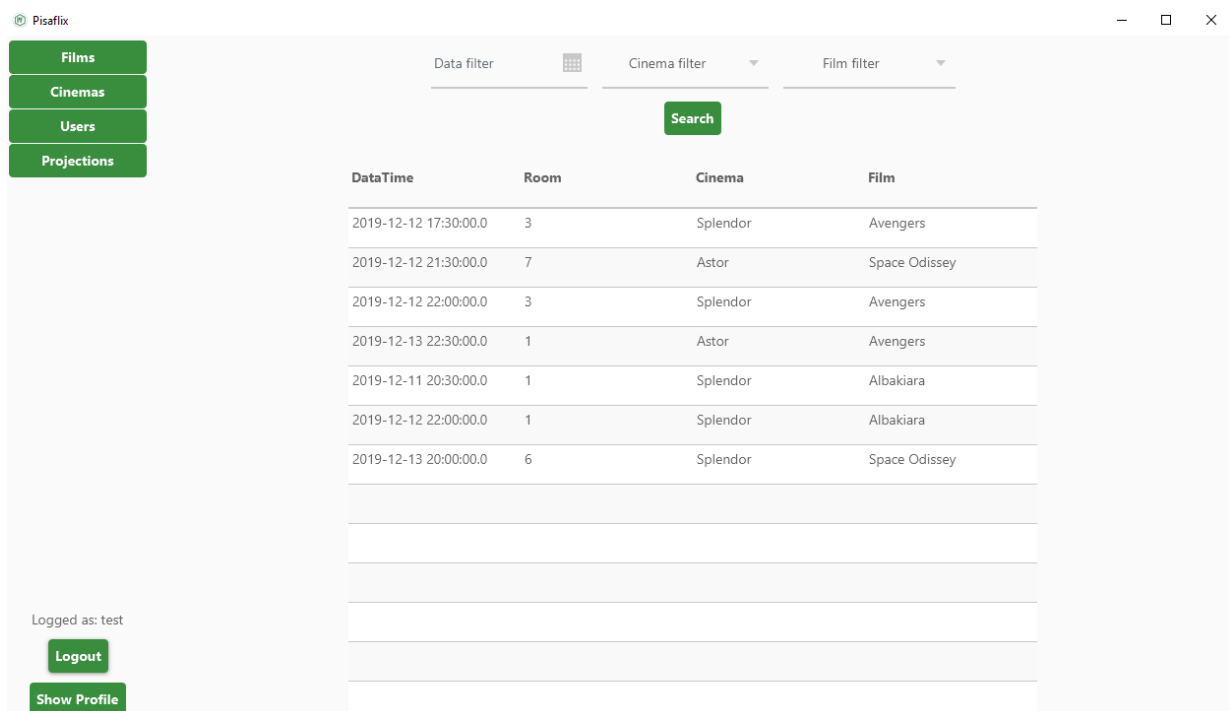 Pisaflix
Films
Cinemas
Users
Projections
Data filter Cinema filter Film filter
Search
DataTime Room Cinema Film
2019-12-12 17:30:00.0 3 Splendor Avengers
2019-12-12 21:30:00.0 7 Astor Space Odissey
2019-12-12 22:00:00.0 3 Splendor Avengers
2019-12-13 22:30:00.0 1 Astor Avengers
2019-12-11 20:30:00.0 1 Splendor Albakiara
2019-12-12 22:00:00.0 1 Splendor Albakiara
2019-12-13 20:00:00.0 6 Splendor Space Odissey
Logged as: test
Logout
Show Profile